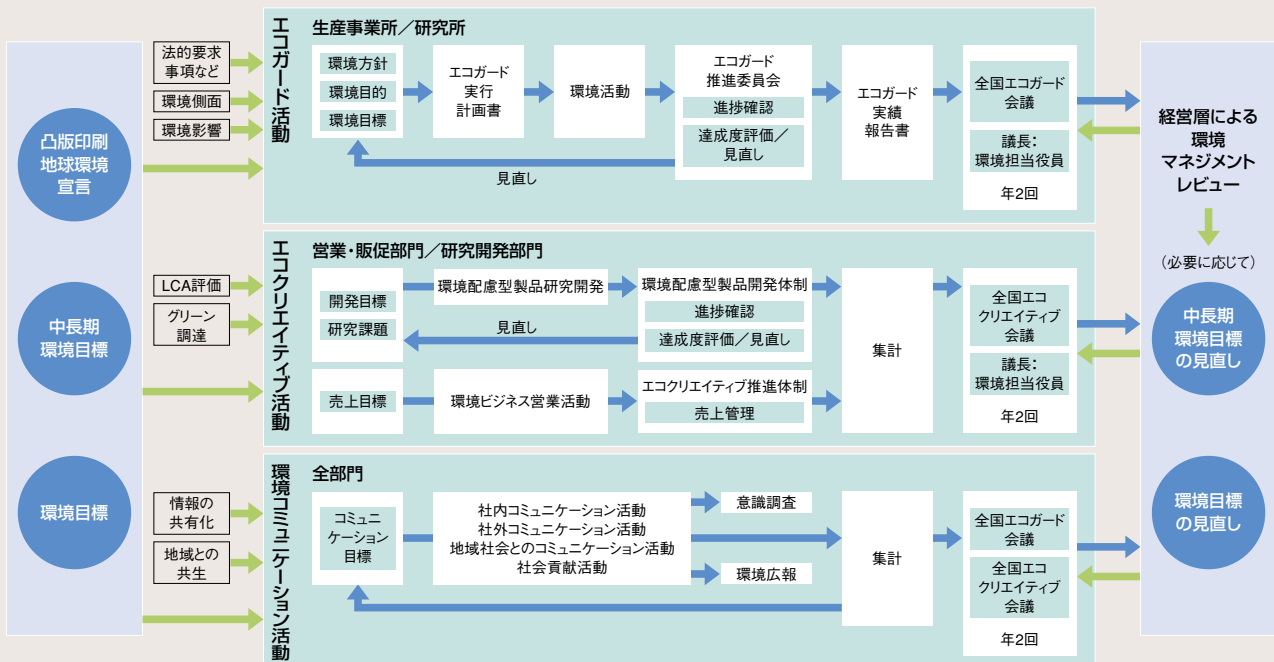 凸版印刷
地球環境
宣言
中長期
環境目標
環境目標
法的要求
事項など
環境側面
環境影響
エコガード活動
生産事業所／研究所
環境方針
環境目的
環境目標
エコガード
実行
計画書
環境活動
エコガード
推進委員会
進捗確認
達成度評価／
見直し
見直し
エコガード
実績
報告書
全国エコガード
会議
議長：
環境担当役員
年2回
LCA評価
グリーン
調達
エコクリエイティブ活動
営業・販促部門／研究開発部門
開発目標
研究課題
環境配慮型製品研究開発
見直し
環境配慮型製品開発体制
進捗確認
達成度評価／見直し
売上目標
環境ビジネス営業活動
エコクリエイティブ推進体制
売上管理
集計
全国エコ
クリエイティブ
会議
議長：
環境担当役員
年2回
情報の
共有化
地域との
共生
環境コミュニケーション活動
全部門
コミュニ
ケーション
目標
社内コミュニケーション活動
社外コミュニケーション活動
地域社会とのコミュニケーション活動
社会貢献活動
意識調査
環境広報
集計
全国エコガード
会議
全国エコ
クリエイティブ
会議
年2回
経営層による
環境
マネジメント
レビュー
（必要に応じて）
中長期
環境目標
の見直し
環境目標
の見直し